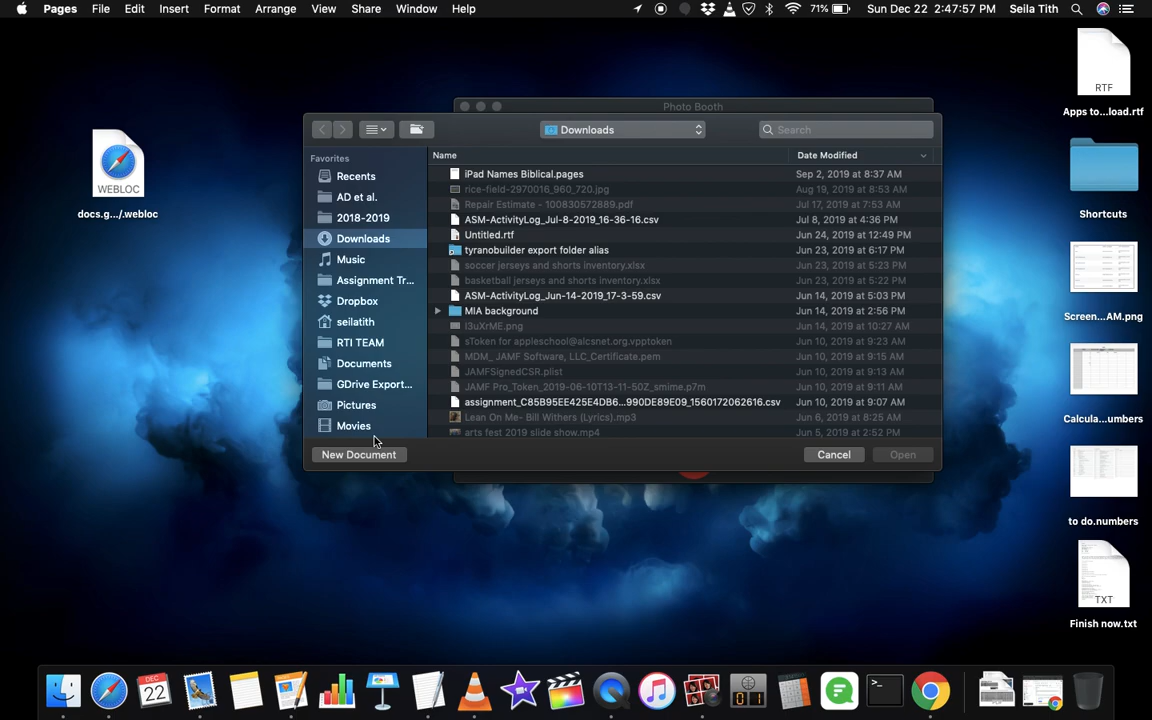 Pages File Edit Insert Format Arrange View Share Window Help 71% Sun Dec 22 2:47:57 PM Seila Tith
RTF
Apps to...load.rtf
WEBLOC
docs.g.../.webloc
Shortcuts
Screen...AM.png
Calcula...umbers
to do.numbers
TXT
Finish now.txt
Photo Booth
Downloads
Search
Favorites
Recents
AD et al.
2018-2019
Downloads
Music
Assignment Tr...
Dropbox
seilatith
RTI TEAM
Documents
GDrive Export...
Pictures
Movies
Name Date Modified
iPad Names Biblical.pages Sep 2, 2019 at 8:37 AM
rice-field-2970016_960_720.jpg Aug 19, 2019 at 8:53 AM
Repair Estimate - 100830572889.pdf Jul 17, 2019 at 7:53 AM
ASM-ActivityLog_Jul-8-2019_16-36-16.csv Jul 8, 2019 at 4:36 PM
Untitled.rtf Jun 24, 2019 at 12:49 PM
tyranobuilder export folder alias Jun 23, 2019 at 6:17 PM
soccer jerseys and shorts inventory.xlsx Jun 23, 2019 at 5:23 PM
basketball jerseys and shorts inventory.xlsx Jun 23, 2019 at 5:22 PM
ASM-ActivityLog_Jun-14-2019_17-3-59.csv Jun 14, 2019 at 5:03 PM
MIA background Jun 14, 2019 at 2:56 PM
i3uXrME.png Jun 14, 2019 at 10:27 AM
sToken for appleschool@alcsnet.org.vpptoken Jun 10, 2019 at 9:23 AM
MDM_ JAMF Software, LLC_Certificate.pem Jun 10, 2019 at 9:15 AM
JAMFSignedCSR.plist Jun 10, 2019 at 9:13 AM
JAMF Pro_Token_2019-06-10T13-11-50Z_smime.p7m Jun 10, 2019 at 9:11 AM
assignment_C85B95EE425E4DB6...990DE89E09_1560172062616.csv Jun 10, 2019 at 9:07 AM
Lean On Me- Bill Withers (Lyrics).mp3 Jun 6, 2019 at 8:25 AM
arts fest 2019 slide show.mp4 Jun 5, 2019 at 2:52 PM
New Document Cancel Open
DEC
22
01